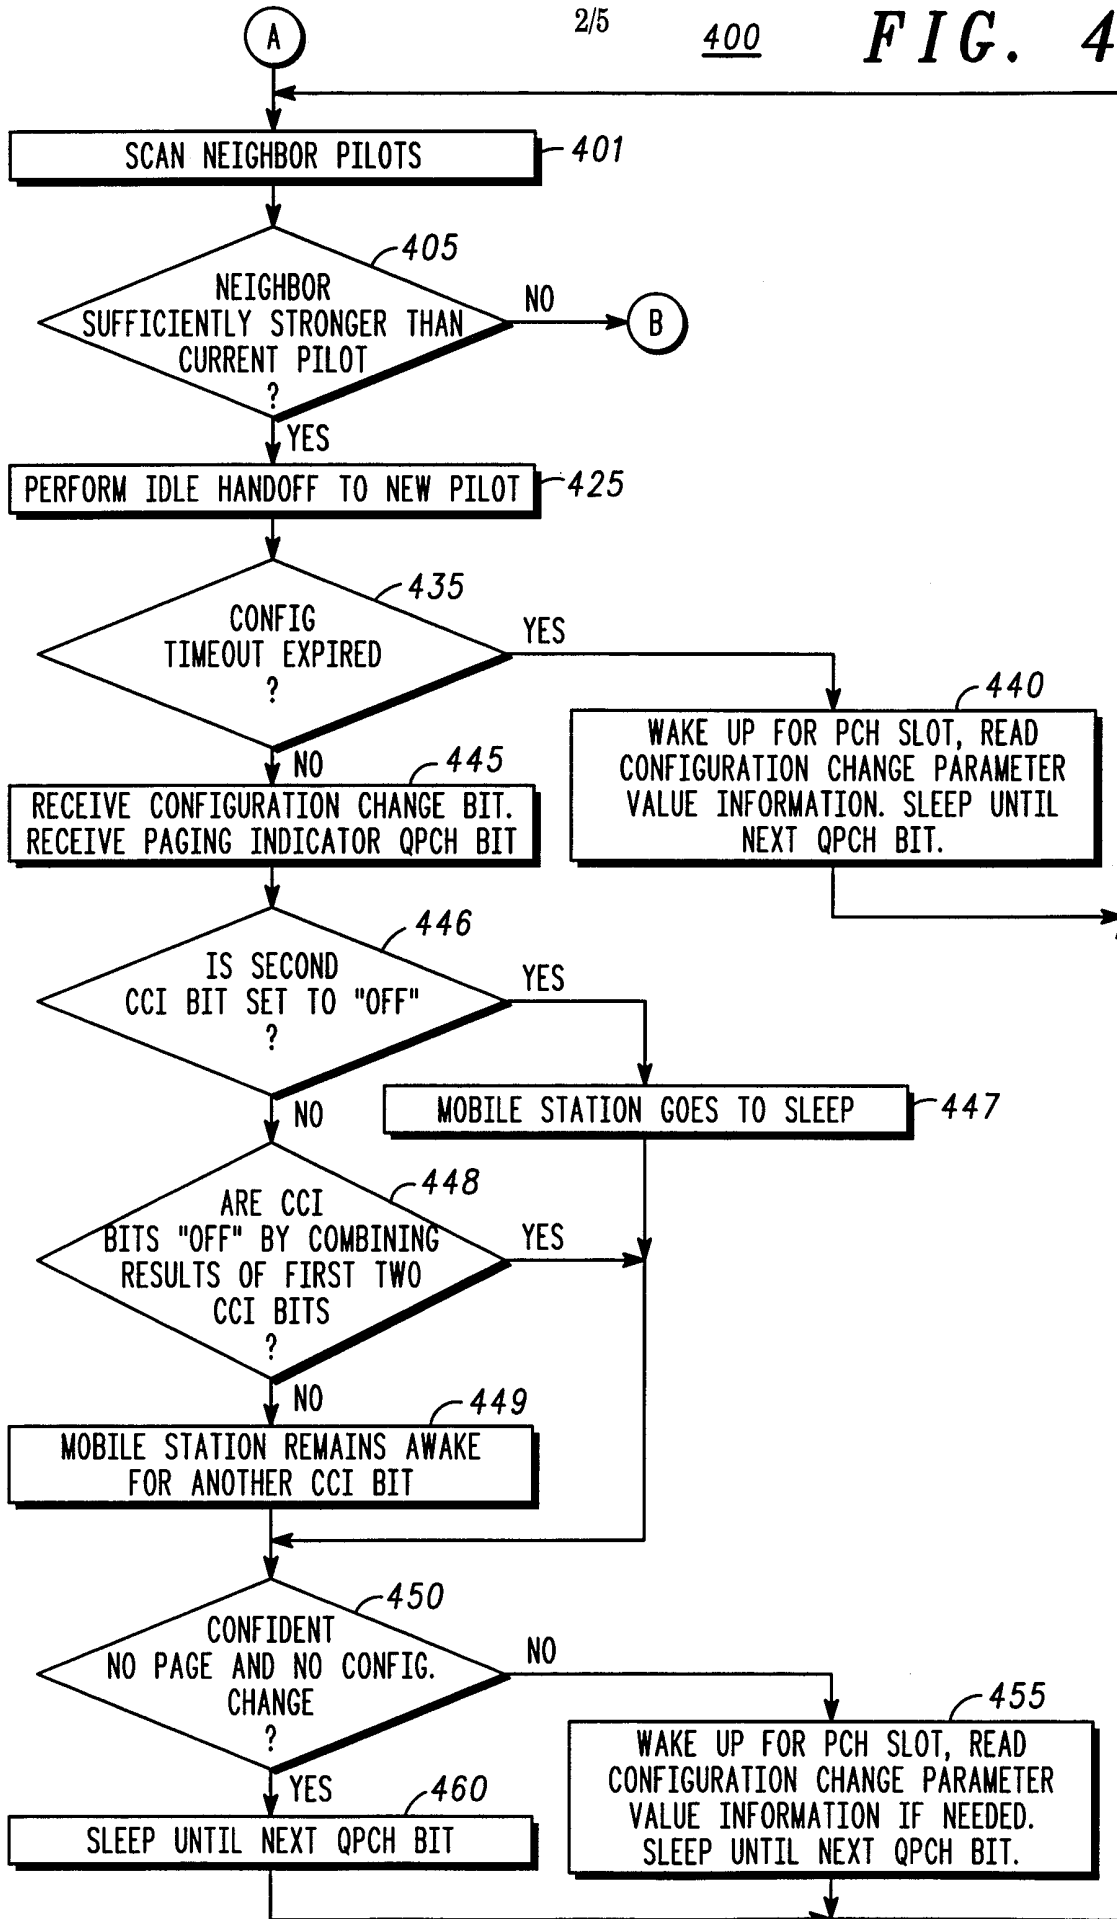 A
2/5
400
FIG. 4
SCAN NEIGHBOR PILOTS
401
405
NEIGHBOR
SUFFICIENTLY STRONGER THAN
CURRENT PILOT
?
NO
B
YES
PERFORM IDLE HANDOFF TO NEW PILOT
425
435
CONFIG
TIMEOUT EXPIRED
?
YES
NO
440
WAKE UP FOR PCH SLOT, READ
CONFIGURATION CHANGE PARAMETER
VALUE INFORMATION. SLEEP UNTIL
NEXT QPCH BIT.
445
RECEIVE CONFIGURATION CHANGE BIT.
RECEIVE PAGING INDICATOR QPCH BIT
446
IS SECOND
CCI BIT SET TO "OFF"
?
YES
NO
MOBILE STATION GOES TO SLEEP
447
448
ARE CCI
BITS "OFF" BY COMBINING
RESULTS OF FIRST TWO
CCI BITS
?
YES
NO
449
MOBILE STATION REMAINS AWAKE
FOR ANOTHER CCI BIT
450
CONFIDENT
NO PAGE AND NO CONFIG.
CHANGE
?
NO
YES
455
WAKE UP FOR PCH SLOT, READ
CONFIGURATION CHANGE PARAMETER
VALUE INFORMATION IF NEEDED.
SLEEP UNTIL NEXT QPCH BIT.
460
SLEEP UNTIL NEXT QPCH BIT